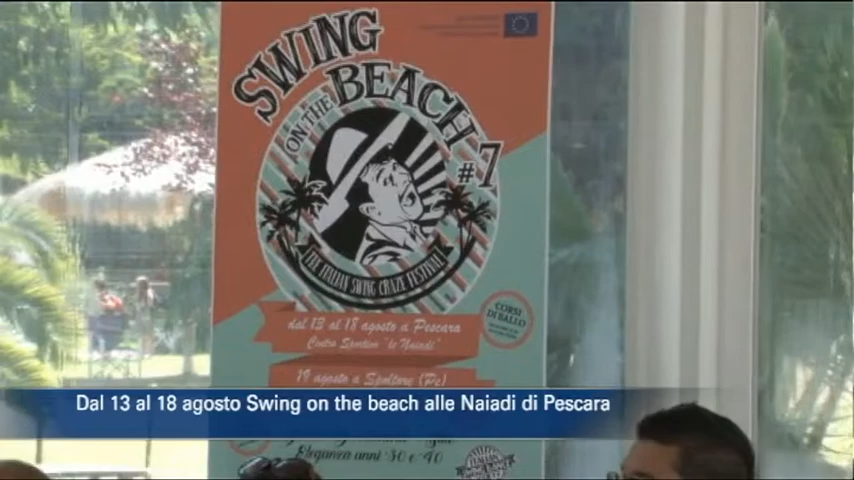 SWING
ON THE BEACH
#7
THE ITALIAN SWING CRAZE FESTIVAL
CORSI
DI BALLO
dal 13 al 18 agosto a Pescara
Centro Sportivo "le Naiadi"
19 agosto a Spoltore (Pe)
Dal 13 al 18 agosto Swing on the beach alle Naiadi di Pescara
Eleganza anni '30 e 40
ITALIAN